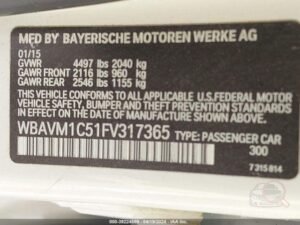 MFD BY BAYERISCHE MOTOREN WERKE AG
01/15
GVWR 4497 lbs 2040 kg
GAWR FRONT 2116 lbs 960 kg
GAWR REAR 2546 lbs 1155 kg
THIS VEHICLE CONFORMS TO ALL APPLICABLE U.S. FEDERAL MOTOR
VEHICLE SAFETY, BUMPER, AND THEFT PREVENTION STANDARDS
IN EFFECT ON THE DATE OF MANUFACTURE SHOWN ABOVE.
WBAVM1C51FV317365 TYPE: PASSENGER CAR
300
7 315 814